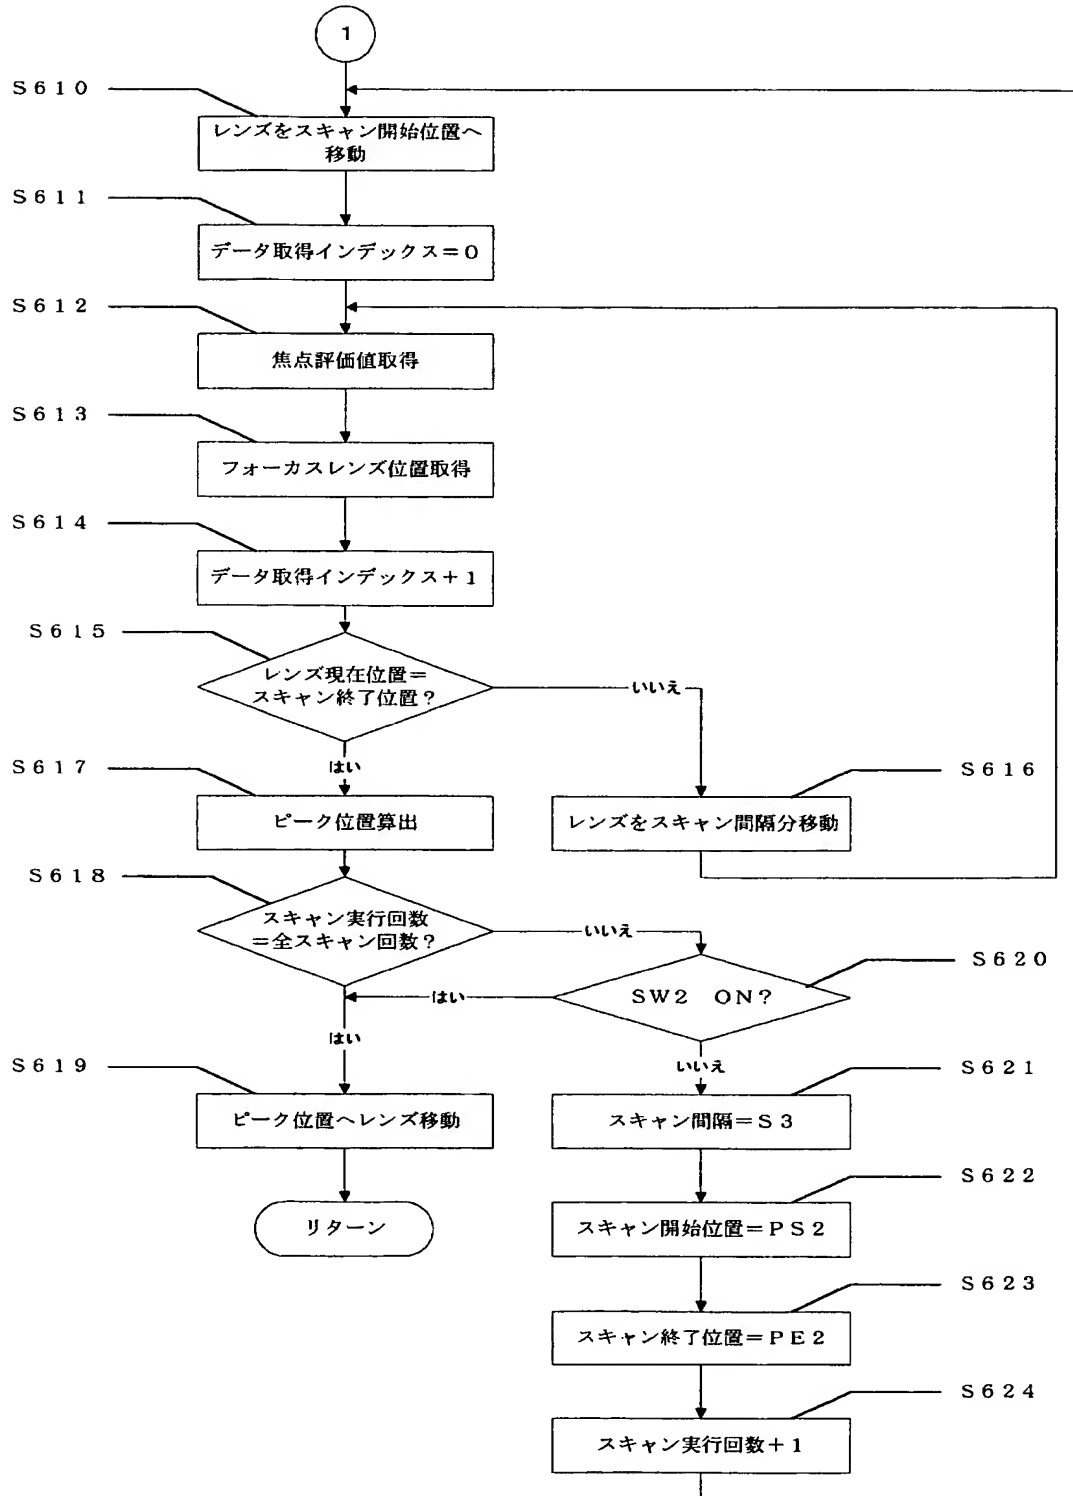 1
S610
レンズをスキャン開始位置へ
移動
S611
データ取得インデックス=0
S612
焦点評価値取得
S613
フォーカスレンズ位置取得
S614
データ取得インデックス+1
S615
レンズ現在位置=
スキャン終了位置?
いいえ
はい
S616
レンズをスキャン間隔分移動
S617
ピーク位置算出
S618
スキャン実行回数
=全スキャン回数?
いいえ
S620
SW2 ON?
はい
はい
いいえ
S619
ピーク位置へレンズ移動
リターン
S621
スキャン間隔=S3
S622
スキャン開始位置=PS2
S623
スキャン終了位置=PE2
S624
スキャン実行回数+1